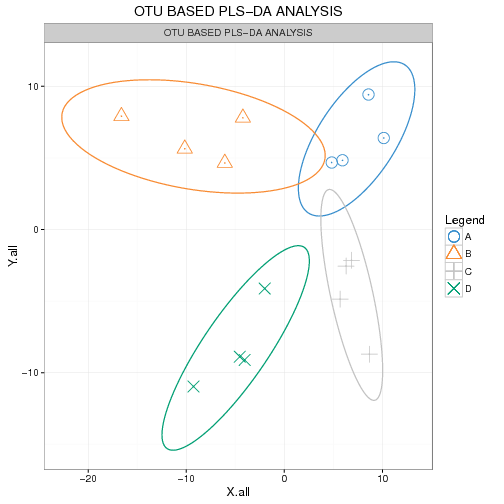 OTU BASED PLS−DA ANALYSIS
OTU BASED PLS−DA ANALYSIS
10
0
−10
Y.all
−20
−10
0
10
X.all
Legend
A
B
C
D